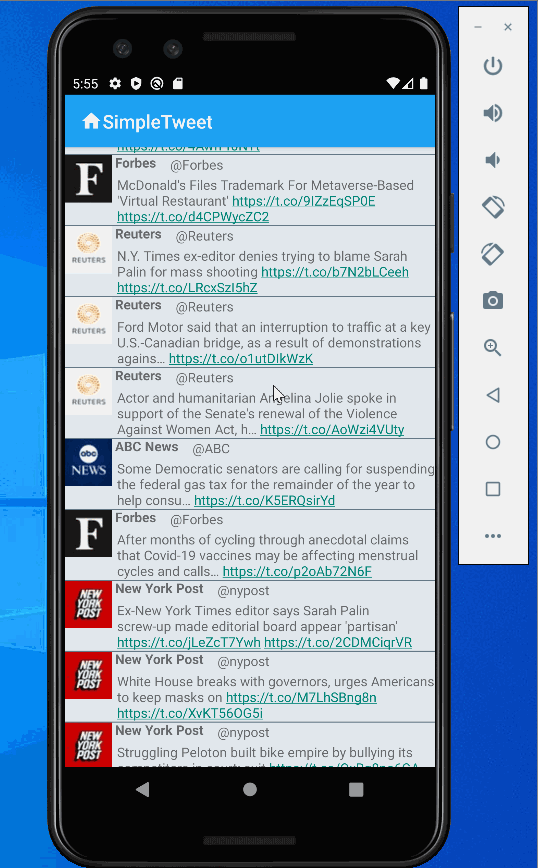 5:55
SimpleTweet
Forbes @Forbes
McDonald's Files Trademark For Metaverse-Based
'Virtual Restaurant' https://t.co/9IZzEqSP0E
https://t.co/d4CPWycZC2
REUTERS
Reuters @Reuters
N.Y. Times ex-editor denies trying to blame Sarah
Palin for mass shooting https://t.co/b7N2bLCeeh
https://t.co/LRcxSzI5hZ
REUTERS
Reuters @Reuters
Ford Motor said that an interruption to traffic at a key
U.S.-Canadian bridge, as a result of demonstrations
agains… https://t.co/o1utDIkWzK
REUTERS
Reuters @Reuters
Actor and humanitarian Angelina Jolie spoke in
support of the Senate's renewal of the Violence
Against Women Act, h… https://t.co/AoWzi4VUty
abc
NEWS
ABC News @ABC
Some Democratic senators are calling for suspending
the federal gas tax for the remainder of the year to
help consu… https://t.co/K5ERQsirYd
F
Forbes @Forbes
After months of cycling through anecdotal claims
that Covid-19 vaccines may be affecting menstrual
cycles and calls… https://t.co/p2oAb72N6F
NEW
YORK
POST
New York Post @nypost
Ex-New York Times editor says Sarah Palin
screw-up made editorial board appear 'partisan'
https://t.co/jLeZcT7Ywh https://t.co/2CDMCiqrVR
NEW
YORK
POST
New York Post @nypost
White House breaks with governors, urges Americans
to keep masks on https://t.co/M7LhSBng8n
https://t.co/XvKT56OG5i
NEW
YORK
POST
New York Post @nypost
Struggling Peloton built bike empire by bullying its